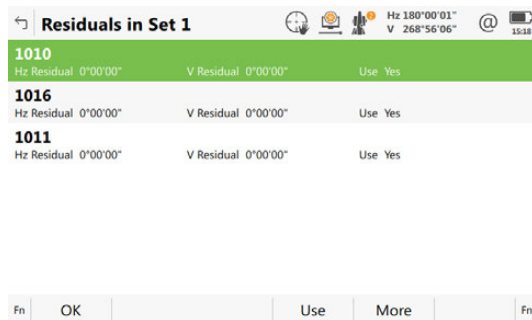 Residuals in Set 1
Hz 180°00'01"
V 268°56'06"
@
15:18
1010
Hz Residual 0°00'00" V Residual 0°00'00" Use Yes
1016
Hz Residual 0°00'00" V Residual 0°00'00" Use Yes
1011
Hz Residual 0°00'00" V Residual 0°00'00" Use Yes
Fn OK Use More Fn